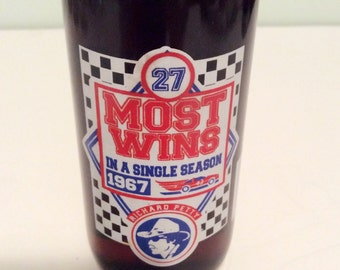 27
MOST
WINS
IN A SINGLE SEASON
1967
RICHARD PETTY